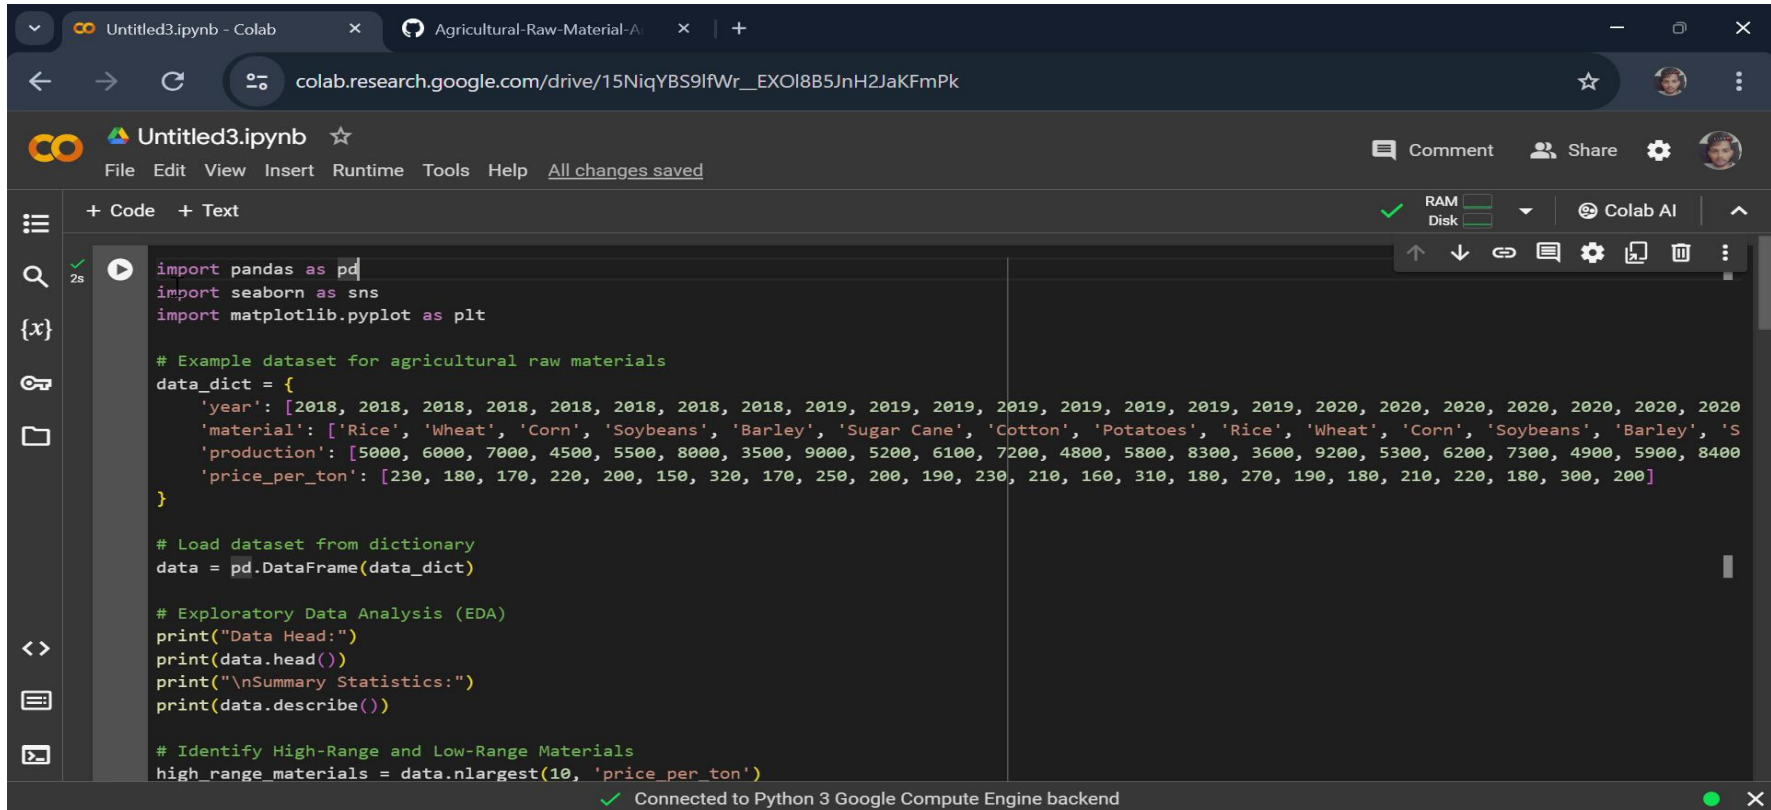 Untitled3.ipynb - Colab
Agricultural-Raw-Material-A
colab.research.google.com/drive/15NiqYBS9lfWr__EXOl8B5JnH2JaKFmPk
Untitled3.ipynb
Comment
Share
File Edit View Insert Runtime Tools Help All changes saved
+ Code + Text
RAM
Disk
Colab AI
2s
import pandas as pd
import seaborn as sns
import matplotlib.pyplot as plt
# Example dataset for agricultural raw materials
data_dict = {
'year': [2018, 2018, 2018, 2018, 2018, 2018, 2018, 2018, 2019, 2019, 2019, 2019, 2019, 2019, 2019, 2019, 2020, 2020, 2020, 2020, 2020, 2020, 2020
'material': ['Rice', 'Wheat', 'Corn', 'Soybeans', 'Barley', 'Sugar Cane', 'Cotton', 'Potatoes', 'Rice', 'Wheat', 'Corn', 'Soybeans', 'Barley', 'S
'production': [5000, 6000, 7000, 4500, 5500, 8000, 3500, 9000, 5200, 6100, 7200, 4800, 5800, 8300, 3600, 9200, 5300, 6200, 7300, 4900, 5900, 8400
'price_per_ton': [230, 180, 170, 220, 200, 150, 320, 170, 250, 200, 190, 230, 210, 160, 310, 180, 270, 190, 180, 210, 220, 180, 300, 200]
}
# Load dataset from dictionary
data = pd.DataFrame(data_dict)
# Exploratory Data Analysis (EDA)
print("Data Head:")
print(data.head())
print("\nSummary Statistics:")
print(data.describe())
# Identify High-Range and Low-Range Materials
high_range_materials = data.nlargest(10, 'price_per_ton')
Connected to Python 3 Google Compute Engine backend